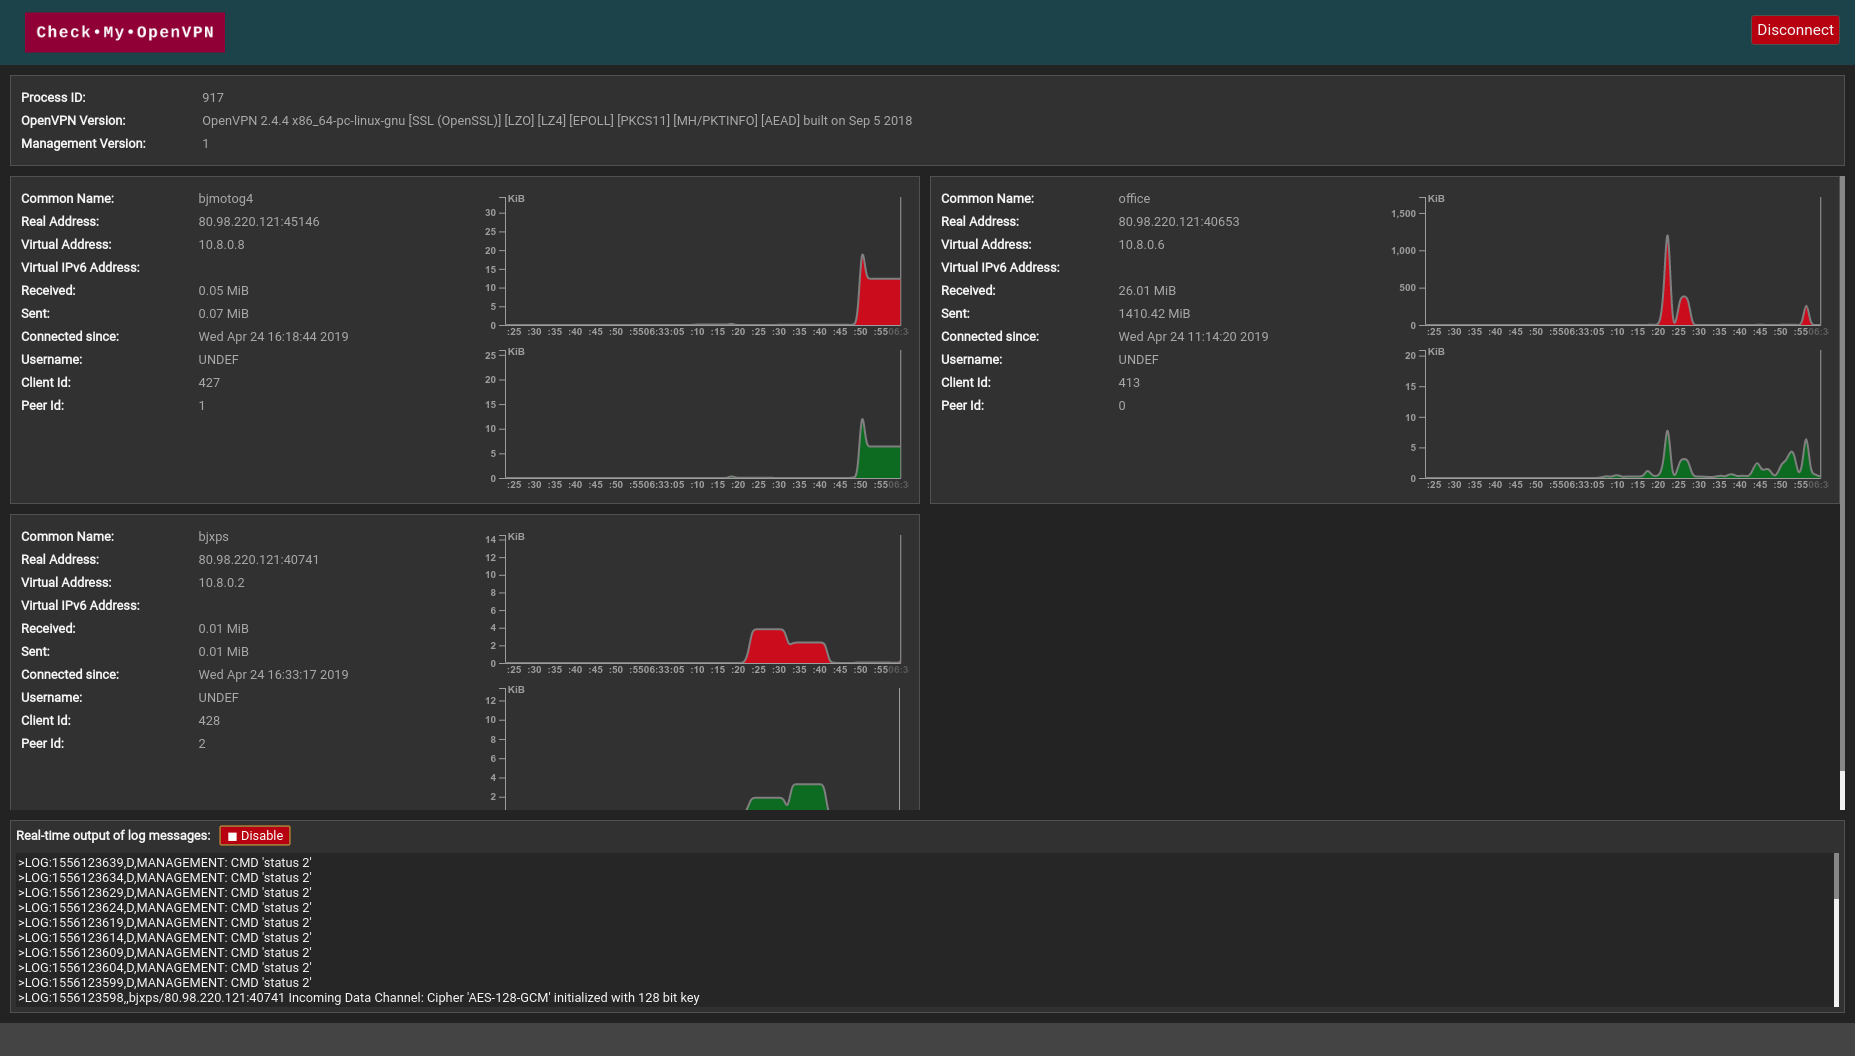 Check•My•OpenVPN
Disconnect
Process ID: 917
OpenVPN Version: OpenVPN 2.4.4 x86_64-pc-linux-gnu [SSL (OpenSSL)] [LZO] [LZ4] [EPOLL] [PKCS11] [MH/PKTINFO] [AEAD] built on Sep 5 2018
Management Version: 1
Common Name: bjmotog4
Real Address: 80.98.220.121:45146
Virtual Address: 10.8.0.8
Virtual IPv6 Address:
Received: 0.05 MiB
Sent: 0.07 MiB
Connected since: Wed Apr 24 16:18:44 2019
Username: UNDEF
Client Id: 427
Peer Id: 1
KiB
30
25
20
15
10
5
0
:25 :30 :35 :40 :45 :50 :5506:33:05 :10 :15 :20 :25 :30 :35 :40 :45 :50 :5506:3
KiB
25
20
15
10
5
0
:25 :30 :35 :40 :45 :50 :5506:33:05 :10 :15 :20 :25 :30 :35 :40 :45 :50 :5506:3
Common Name: office
Real Address: 80.98.220.121:40653
Virtual Address: 10.8.0.6
Virtual IPv6 Address:
Received: 26.01 MiB
Sent: 1410.42 MiB
Connected since: Wed Apr 24 11:14:20 2019
Username: UNDEF
Client Id: 413
Peer Id: 0
KiB
1,500
1,000
500
0
:25 :30 :35 :40 :45 :50 :5506:33:05 :10 :15 :20 :25 :30 :35 :40 :45 :50 :5506:3
KiB
20
15
10
5
0
:25 :30 :35 :40 :45 :50 :5506:33:05 :10 :15 :20 :25 :30 :35 :40 :45 :50 :5506:3
Common Name: bjxps
Real Address: 80.98.220.121:40741
Virtual Address: 10.8.0.2
Virtual IPv6 Address:
Received: 0.01 MiB
Sent: 0.01 MiB
Connected since: Wed Apr 24 16:33:17 2019
Username: UNDEF
Client Id: 428
Peer Id: 2
KiB
14
12
10
8
6
4
2
0
:25 :30 :35 :40 :45 :50 :5506:33:05 :10 :15 :20 :25 :30 :35 :40 :45 :50 :5506:3
KiB
12
10
8
6
4
2
Real-time output of log messages: ■ Disable
>LOG:1556123639,D,MANAGEMENT: CMD 'status 2'
>LOG:1556123634,D,MANAGEMENT: CMD 'status 2'
>LOG:1556123629,D,MANAGEMENT: CMD 'status 2'
>LOG:1556123624,D,MANAGEMENT: CMD 'status 2'
>LOG:1556123619,D,MANAGEMENT: CMD 'status 2'
>LOG:1556123614,D,MANAGEMENT: CMD 'status 2'
>LOG:1556123609,D,MANAGEMENT: CMD 'status 2'
>LOG:1556123604,D,MANAGEMENT: CMD 'status 2'
>LOG:1556123599,D,MANAGEMENT: CMD 'status 2'
>LOG:1556123598,,bjxps/80.98.220.121:40741 Incoming Data Channel: Cipher 'AES-128-GCM' initialized with 128 bit key